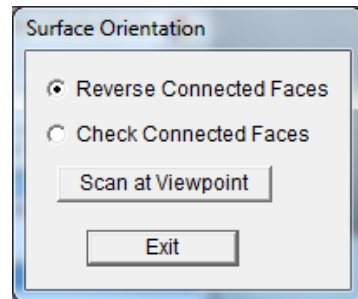 Surface Orientation
Reverse Connected Faces
Check Connected Faces
Scan at Viewpoint
Exit